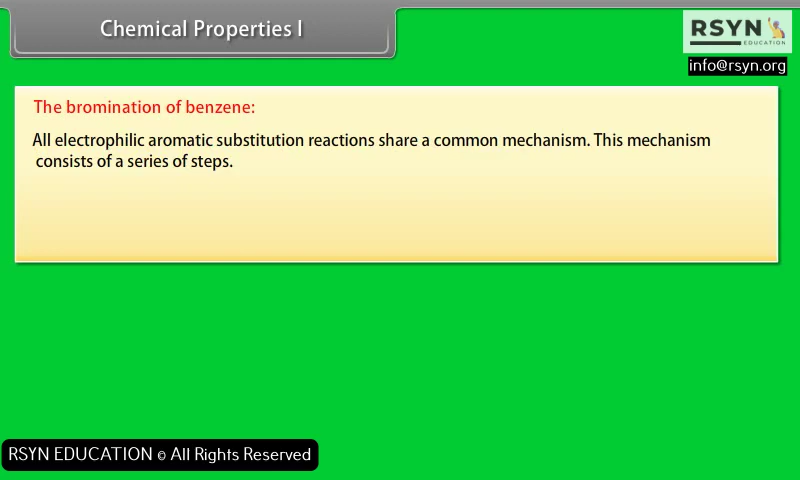 Chemical Properties I
RSYN
EDUCATION
info@rsyn.org
The bromination of benzene:
All electrophilic aromatic substitution reactions share a common mechanism. This mechanism
consists of a series of steps.
RSYN EDUCATION © All Rights Reserved